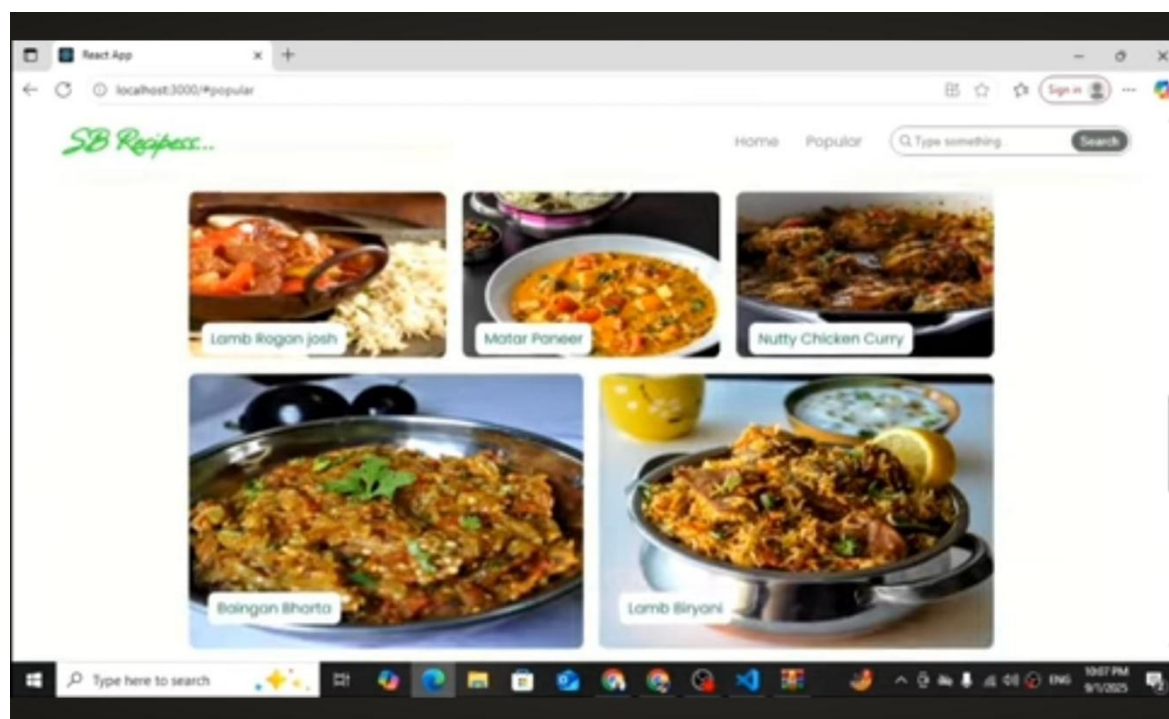 React App
localhost:3000/#popular
Sign in
SB Recipess...
Home Popular Type something. Search
Lamb Rogan josh Matar Paneer Nutty Chicken Curry
Baingan Bharta Lamb Biryani
Type here to search
ENG 10:07 PM
9/1/2025